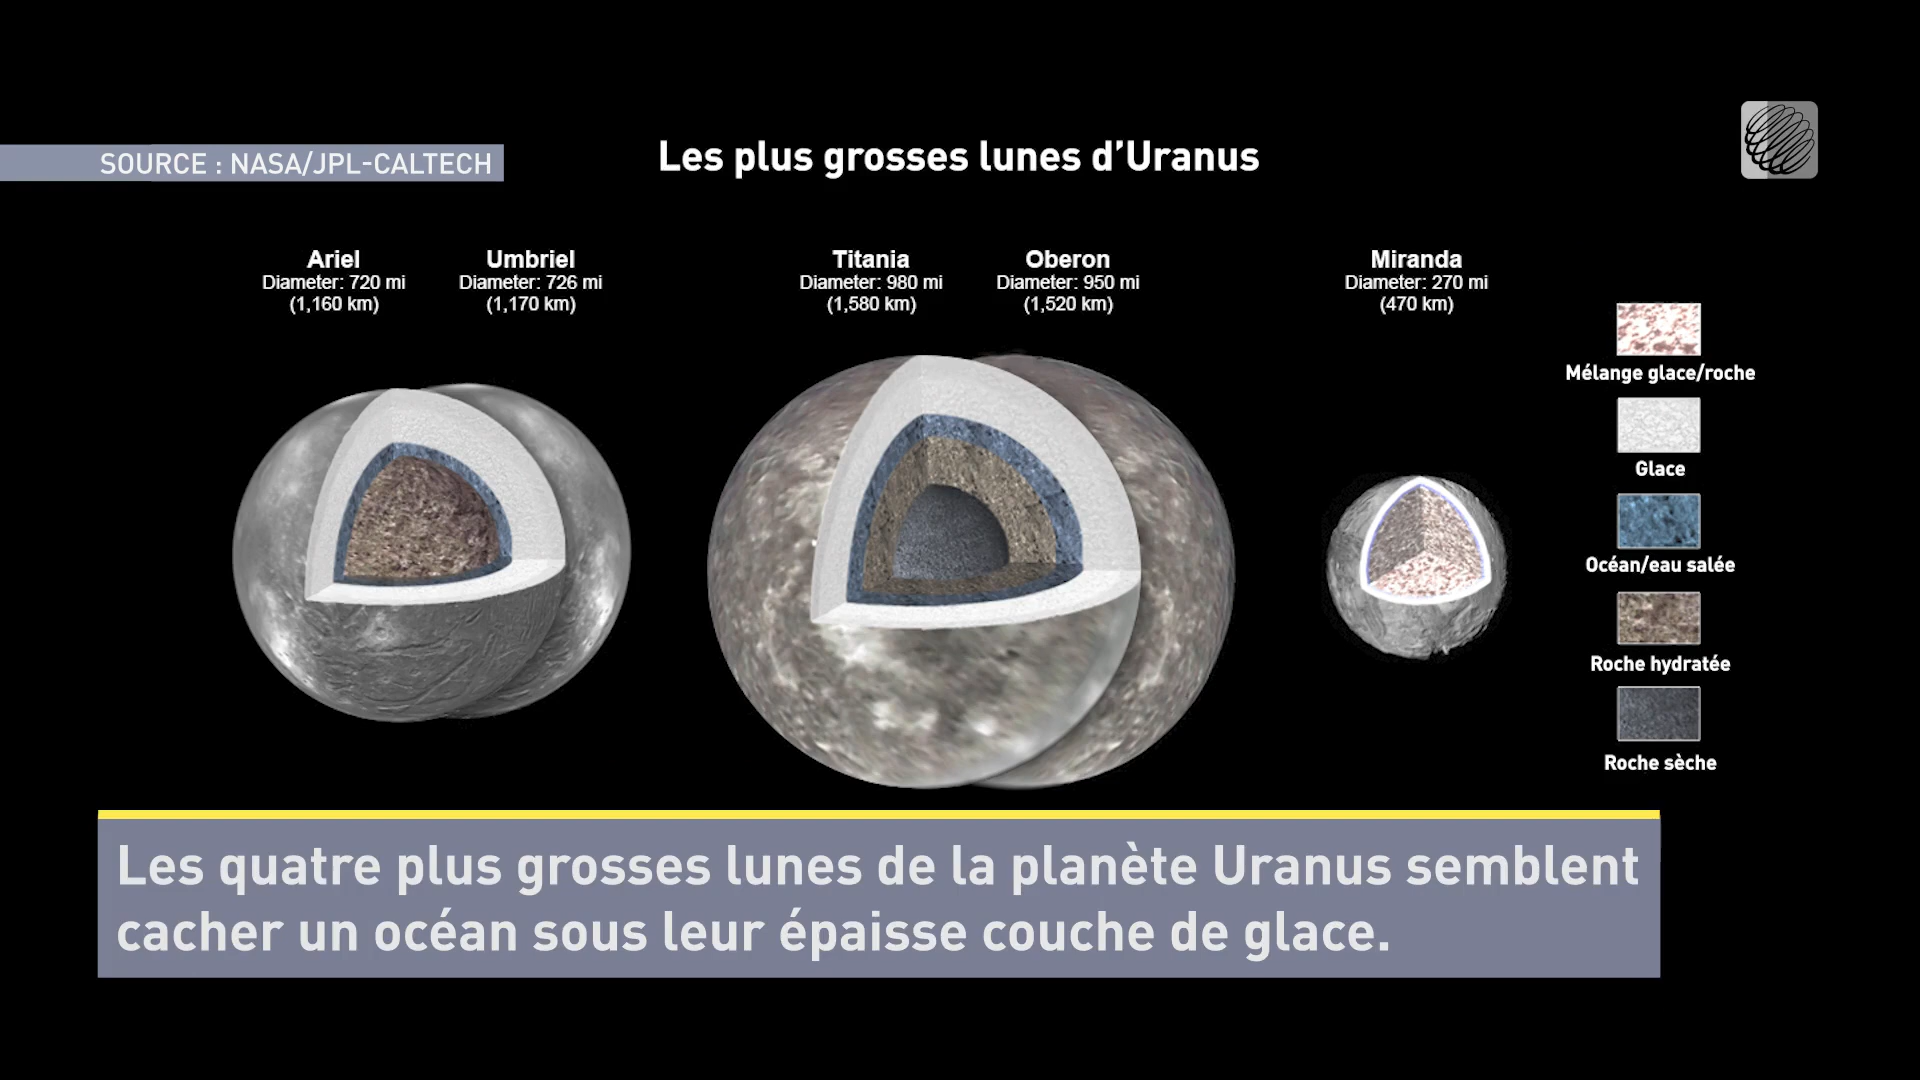 SOURCE : NASA/JPL-CALTECH
Les plus grosses lunes d'Uranus
Ariel
Diameter: 720 mi
(1,160 km)
Umbriel
Diameter: 726 mi
(1,170 km)
Titania
Diameter: 980 mi
(1,580 km)
Oberon
Diameter: 950 mi
(1,520 km)
Miranda
Diameter: 270 mi
(470 km)
Mélange glace/roche
Glace
Océan/eau salée
Roche hydratée
Roche sèche
Les quatre plus grosses lunes de la planète Uranus semblent
cacher un océan sous leur épaisse couche de glace.